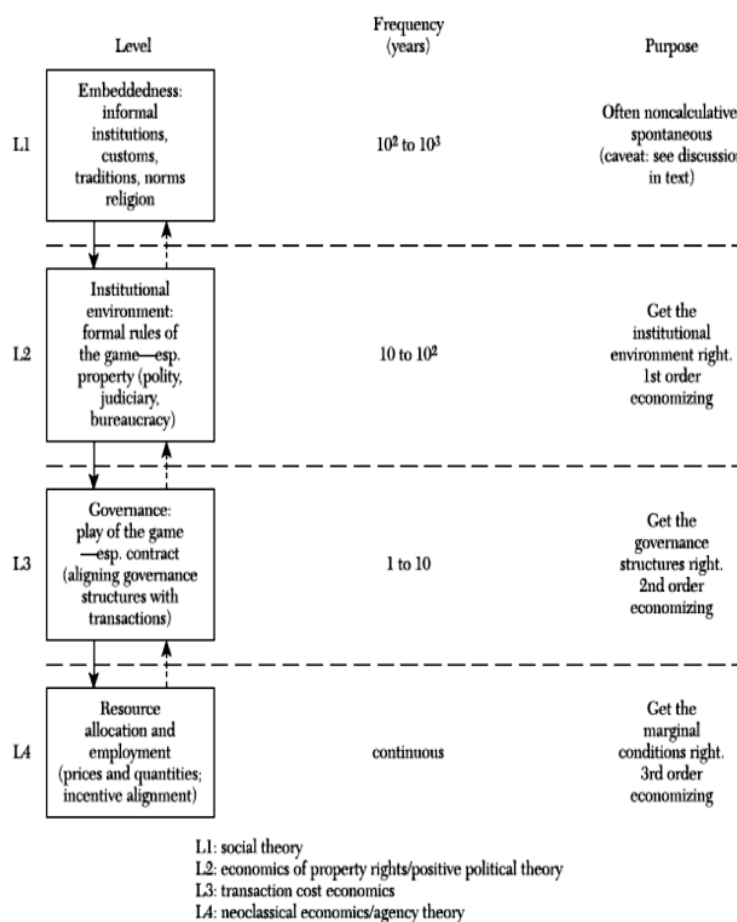 Level
Frequency
(years)
Purpose
L1
Embeddedness:
informal
institutions,
customs,
traditions, norms
religion
10² to 10³
Often noncalculative
spontaneous
(caveat: see discussion
in text)
L2
Institutional
environment:
formal rules of
the game—esp.
property (polity,
judiciary,
bureaucracy)
10 to 10²
Get the
institutional
environment right.
1st order
economizing
L3
Governance:
play of the game
—esp. contract
(aligning governance
structures with
transactions)
1 to 10
Get the
governance
structures right.
2nd order
economizing
L4
Resource
allocation and
employment
(prices and quantities;
incentive alignment)
continuous
Get the
marginal
conditions right.
3rd order
economizing
L1: social theory
L2: economics of property rights/positive political theory
L3: transaction cost economics
L4: neoclassical economics/agency theory